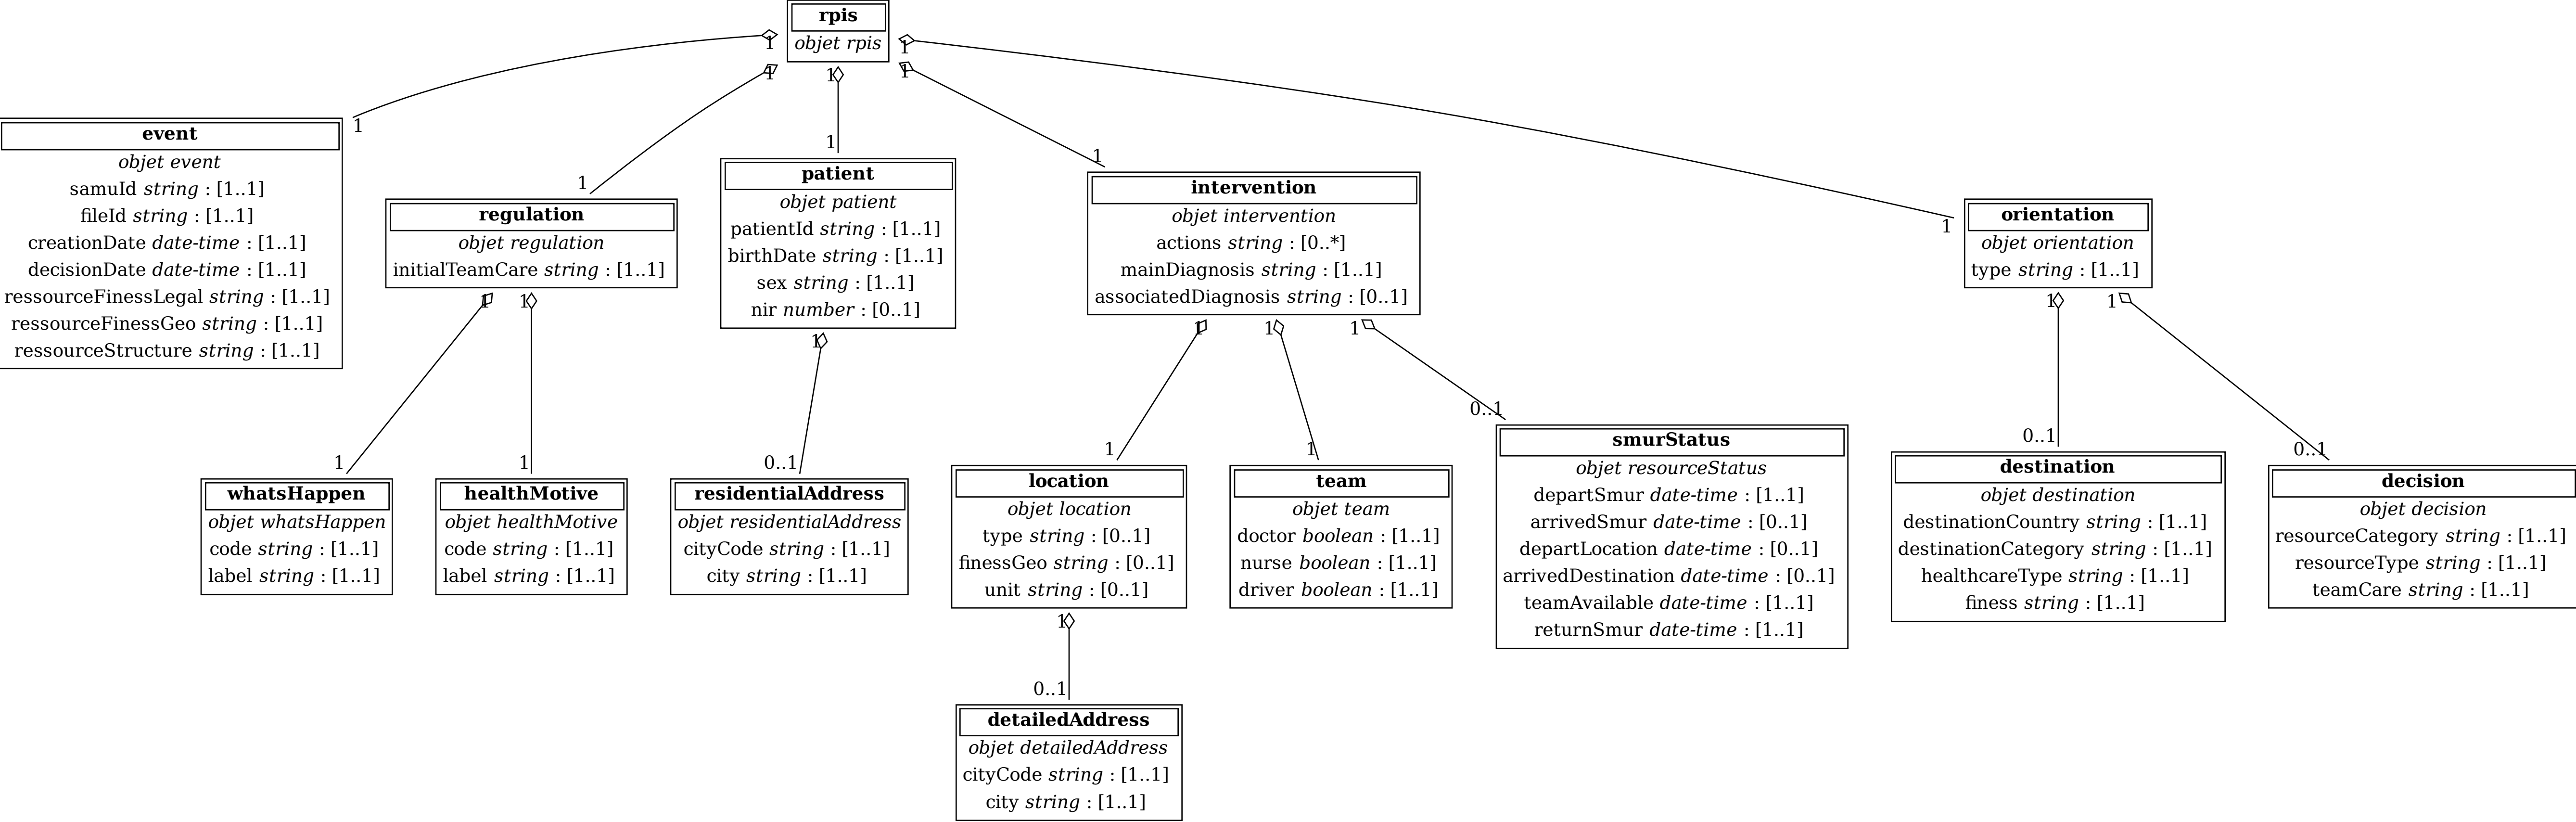 rpis
objet rpis
1
1
1
1
1
1
1
1
1
1
event
objet event
samuId string : [1..1]
fileId string : [1..1]
creationDate date-time : [1..1]
decisionDate date-time : [1..1]
ressourceFinessLegal string : [1..1]
ressourceFinessGeo string : [1..1]
ressourceStructure string : [1..1]
regulation
objet regulation
initialTeamCare string : [1..1]
patient
objet patient
patientId string : [1..1]
birthDate string : [1..1]
sex string : [1..1]
nir number : [0..1]
intervention
objet intervention
actions string : [0..*]
mainDiagnosis string : [1..1]
associatedDiagnosis string : [0..1]
orientation
objet orientation
type string : [1..1]
1
1
1
1
1
1
1
1
1
1
0..1
1
1
0..1
0..1
0..1
whatsHappen
objet whatsHappen
code string : [1..1]
label string : [1..1]
healthMotive
objet healthMotive
code string : [1..1]
label string : [1..1]
residentialAddress
objet residentialAddress
cityCode string : [1..1]
city string : [1..1]
location
objet location
type string : [0..1]
finessGeo string : [0..1]
unit string : [0..1]
team
objet team
doctor boolean : [1..1]
nurse boolean : [1..1]
driver boolean : [1..1]
smurStatus
objet resourceStatus
departSmur date-time : [1..1]
arrivedSmur date-time : [0..1]
departLocation date-time : [0..1]
arrivedDestination date-time : [0..1]
teamAvailable date-time : [1..1]
returnSmur date-time : [1..1]
destination
objet destination
destinationCountry string : [1..1]
destinationCategory string : [1..1]
healthcareType string : [1..1]
finess string : [1..1]
decision
objet decision
resourceCategory string : [1..1]
resourceType string : [1..1]
teamCare string : [1..1]
1
0..1
detailedAddress
objet detailedAddress
cityCode string : [1..1]
city string : [1..1]